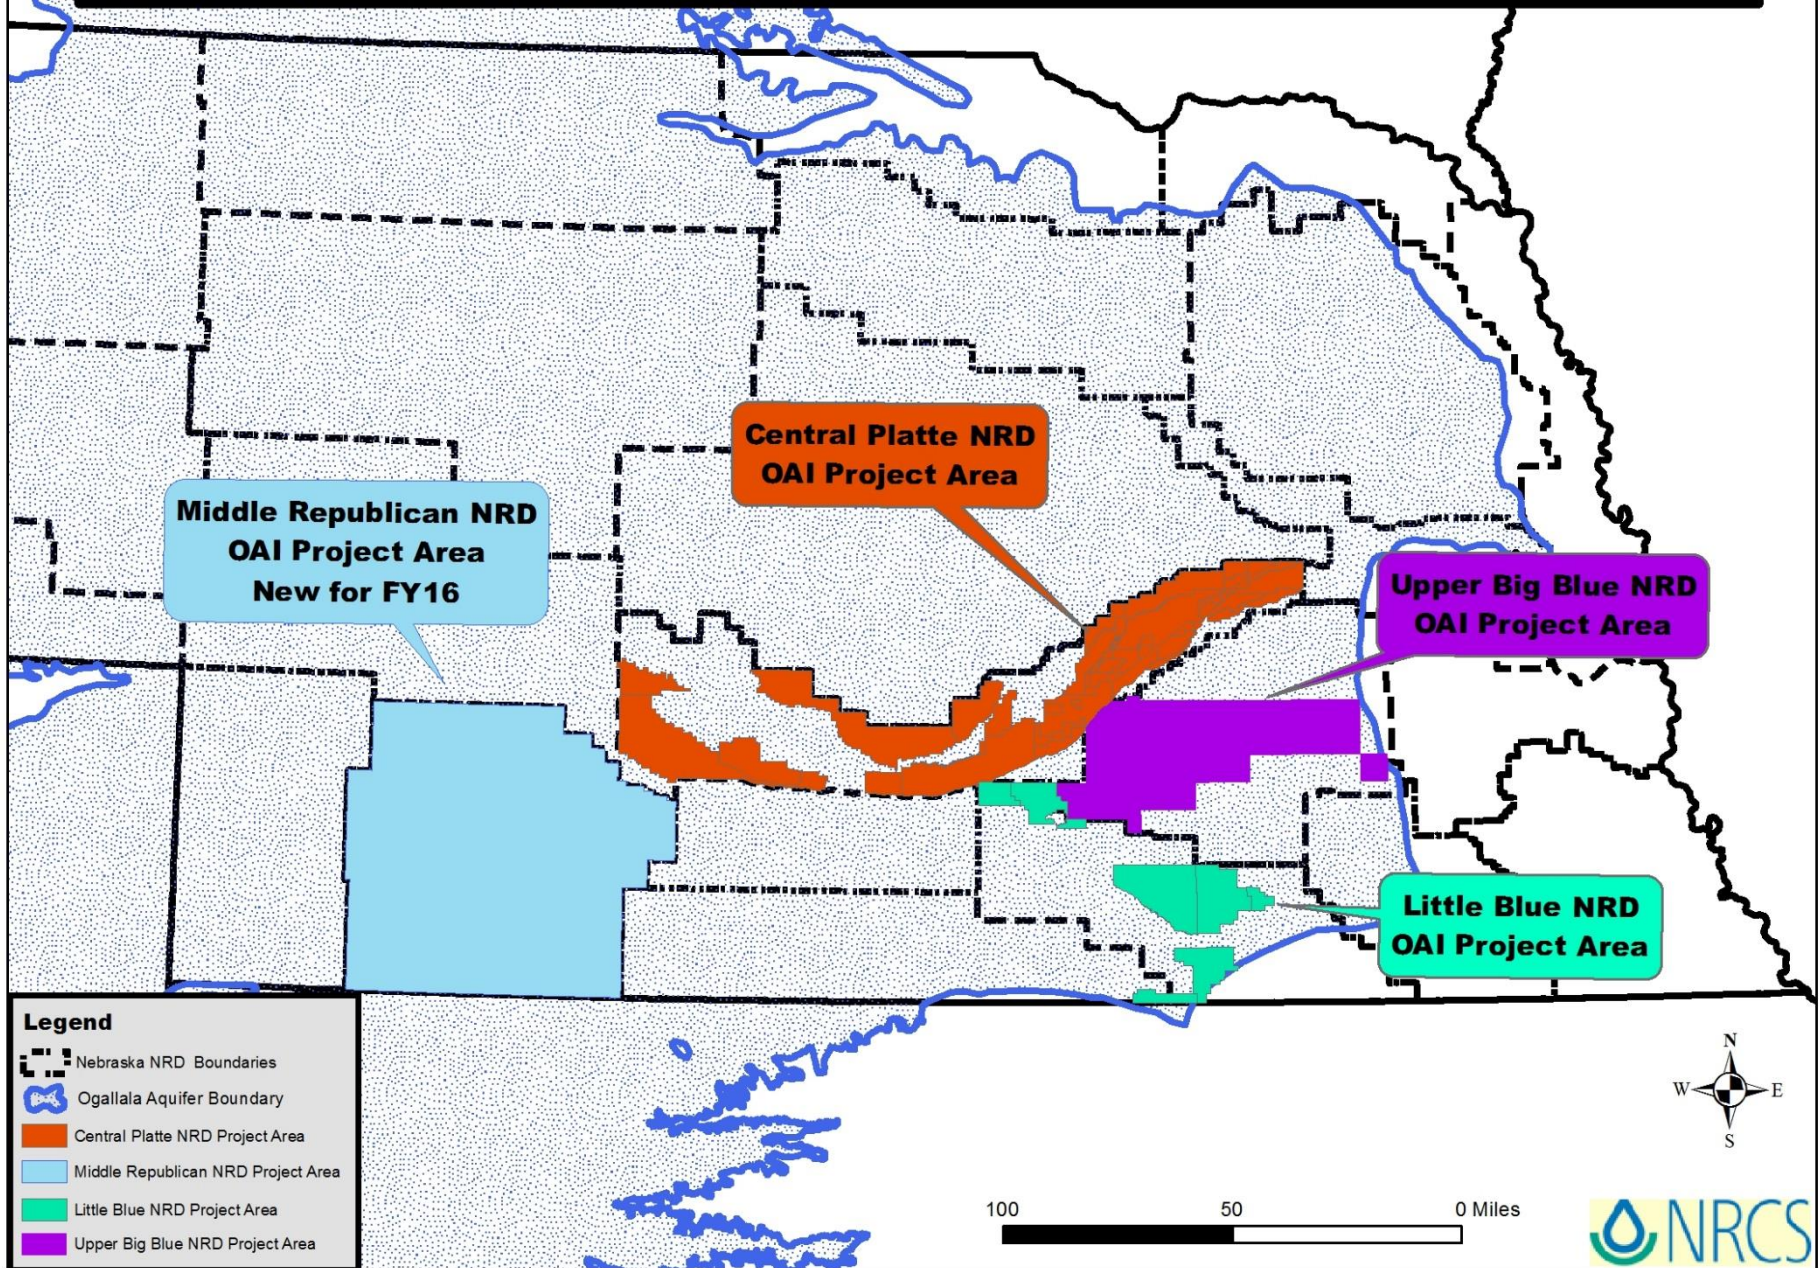 Central Platte NRD
OAI Project Area
Middle Republican NRD
OAI Project Area
New for FY16
Upper Big Blue NRD
OAI Project Area
Little Blue NRD
OAI Project Area
Legend
Nebraska NRD Boundaries
Ogallala Aquifer Boundary
Central Platte NRD Project Area
Middle Republican NRD Project Area
Little Blue NRD Project Area
Upper Big Blue NRD Project Area
N
W E
S
100 50 0 Miles
NRCS